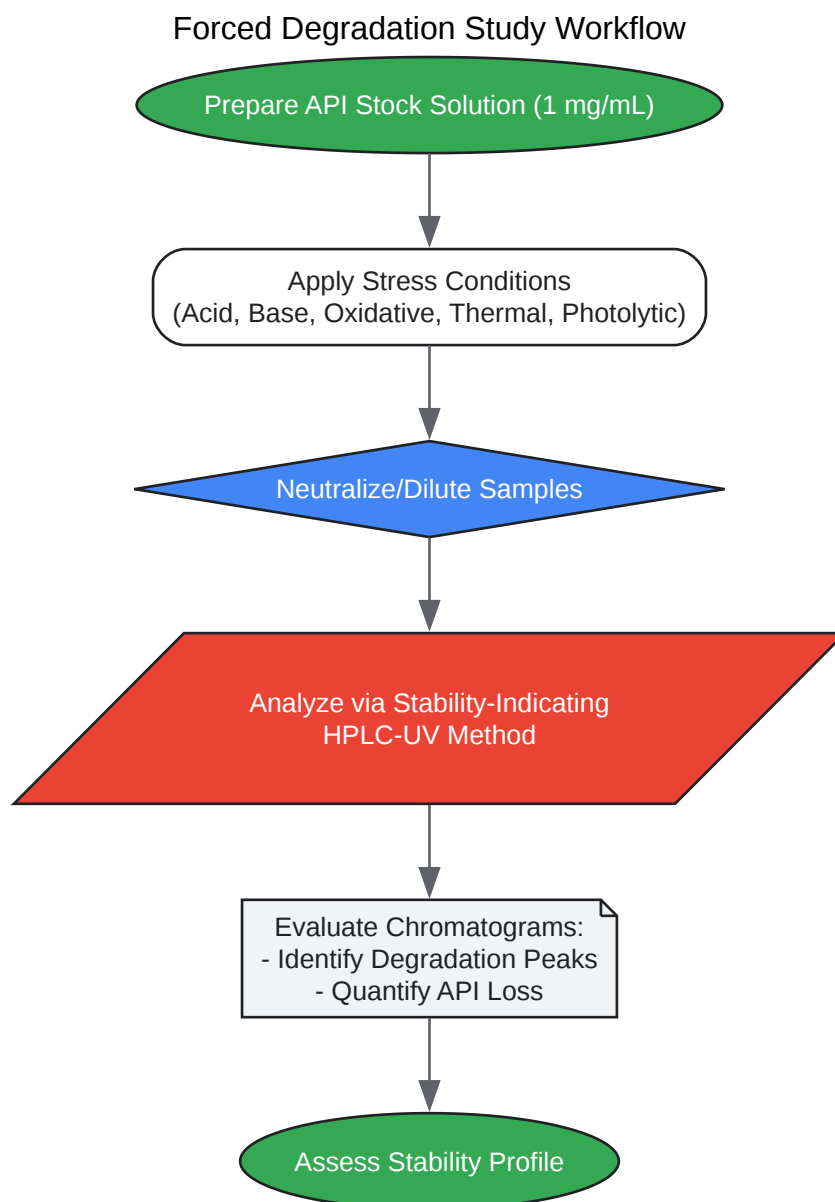 Forced Degradation Study Workflow
Prepare API Stock Solution (1 mg/mL)
Apply Stress Conditions
(Acid, Base, Oxidative, Thermal, Photolytic)
Neutralize/Dilute Samples
Analyze via Stability-Indicating
HPLC-UV Method
Evaluate Chromatograms:
- Identify Degradation Peaks
- Quantify API Loss
Assess Stability Profile